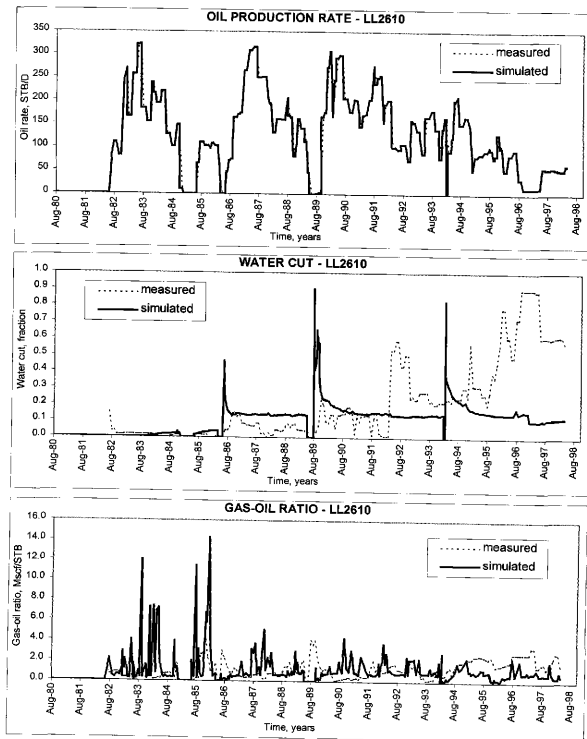 OIL PRODUCTION RATE - LL2610
measured
simulated
Oil rate, STB/D
350
300
250
200
150
100
50
0
Aug-80
Aug-81
Aug-82
Aug-83
Aug-84
Aug-85
Aug-86
Aug-87
Aug-88
Aug-89
Aug-90
Aug-91
Aug-92
Aug-93
Aug-94
Aug-95
Aug-96
Aug-97
Aug-98
Time, years
WATER CUT - LL2610
measured
simulated
Water cut, fraction
1.0
0.9
0.8
0.7
0.6
0.5
0.4
0.3
0.2
0.1
0.0
Aug-80
Aug-81
Aug-82
Aug-83
Aug-84
Aug-85
Aug-86
Aug-87
Aug-88
Aug-89
Aug-90
Aug-91
Aug-92
Aug-93
Aug-94
Aug-95
Aug-96
Aug-97
Aug-98
Time, years
GAS-OIL RATIO - LL2610
measured
simulated
Gas-oil ratio, Mscf/STB
16.0
14.0
12.0
10.0
8.0
6.0
4.0
2.0
0.0
Aug-80
Aug-81
Aug-82
Aug-83
Aug-84
Aug-85
Aug-86
Aug-87
Aug-88
Aug-89
Aug-90
Aug-91
Aug-92
Aug-93
Aug-94
Aug-95
Aug-96
Aug-97
Aug-98
Time, years